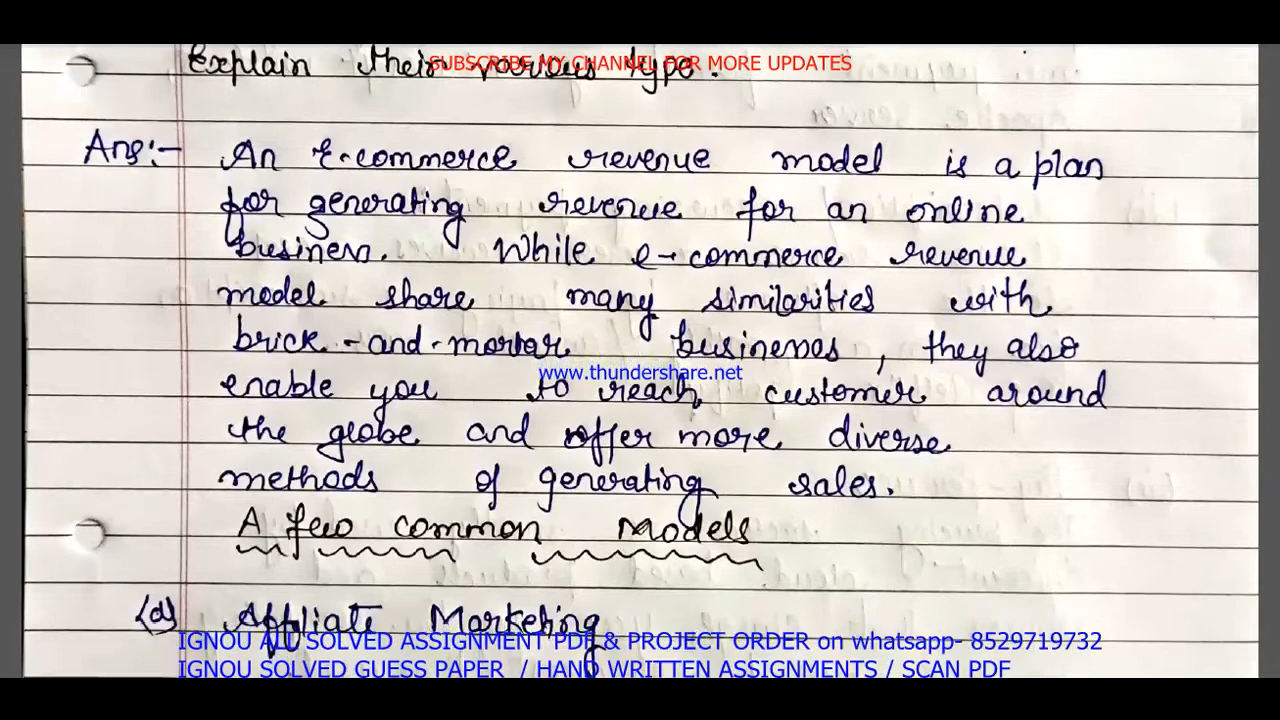 Explain their various type.
SUBSCRIBE MY CHANNEL FOR MORE UPDATES
Ans:- An E-commerce revenue model is a plan
for generating revenue for an online
business. While e-commerce revenue
model share many similarities with
brick-and-mortar businesses, they also
www.thundershare.net
enable you to reach customer around
the globe and offer more diverse
methods of generating sales.
A few common models
(a) Affiliate Marketing
IGNOU ALL SOLVED ASSIGNMENT PDF & PROJECT ORDER on whatsapp- 8529719732
IGNOU SOLVED GUESS PAPER / HAND WRITTEN ASSIGNMENTS / SCAN PDF